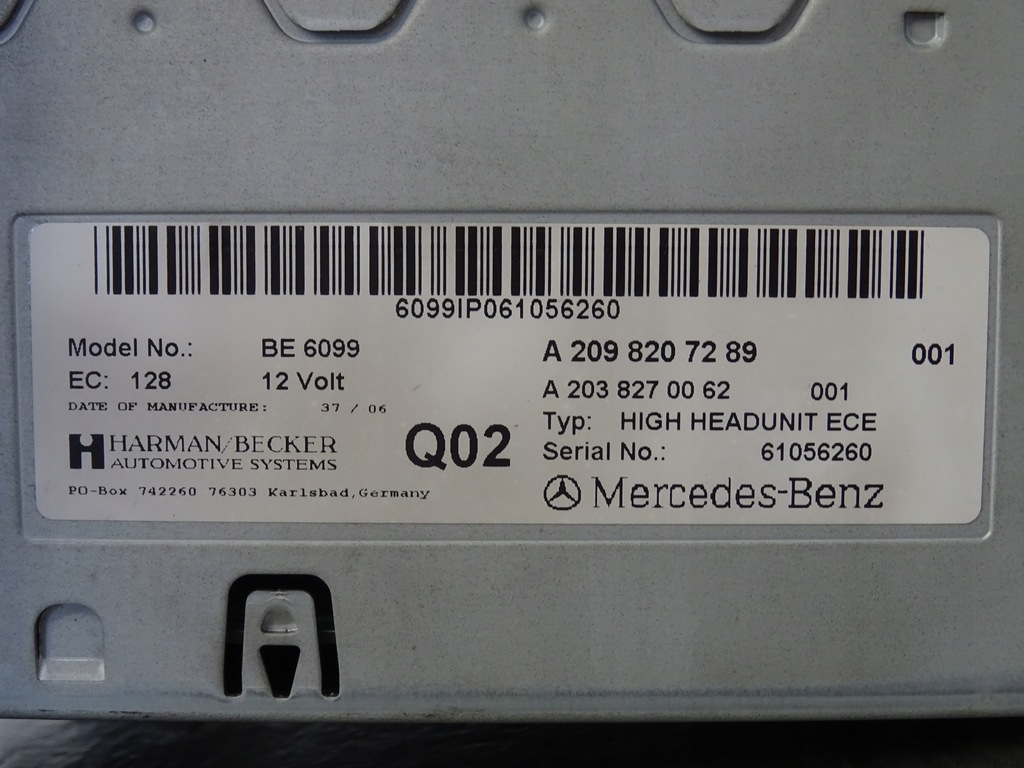 6099IP061056260
Model No.: BE 6099
EC: 128 12 Volt
DATE OF MANUFACTURE: 37 / 06
HARMAN/BECKER
AUTOMOTIVE SYSTEMS
Q02
PO-Box 742260 76303 Karlsbad,Germany
A 209 820 72 89 001
A 203 827 00 62 001
Typ: HIGH HEADUNIT ECE
Serial No.: 61056260
Mercedes-Benz